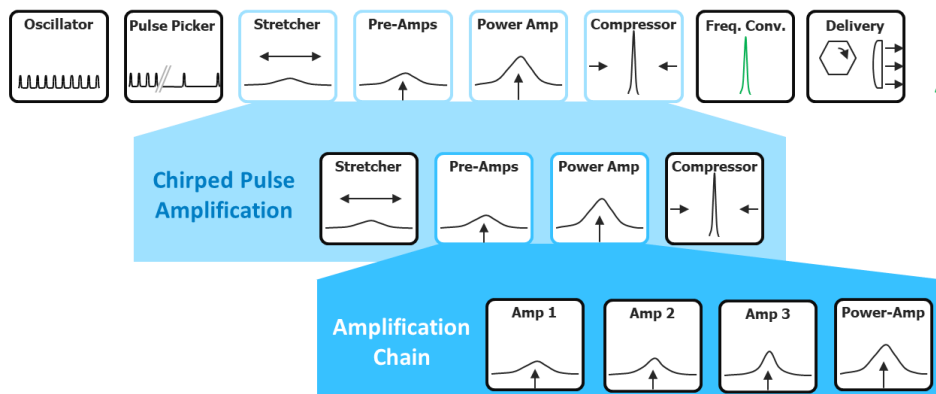 Oscillator
Pulse Picker
Stretcher
Pre-Amps
Power Amp
Compressor
Freq. Conv.
Delivery
Chirped Pulse
Amplification
Stretcher
Pre-Amps
Power Amp
Compressor
Amplification
Chain
Amp 1
Amp 2
Amp 3
Power-Amp